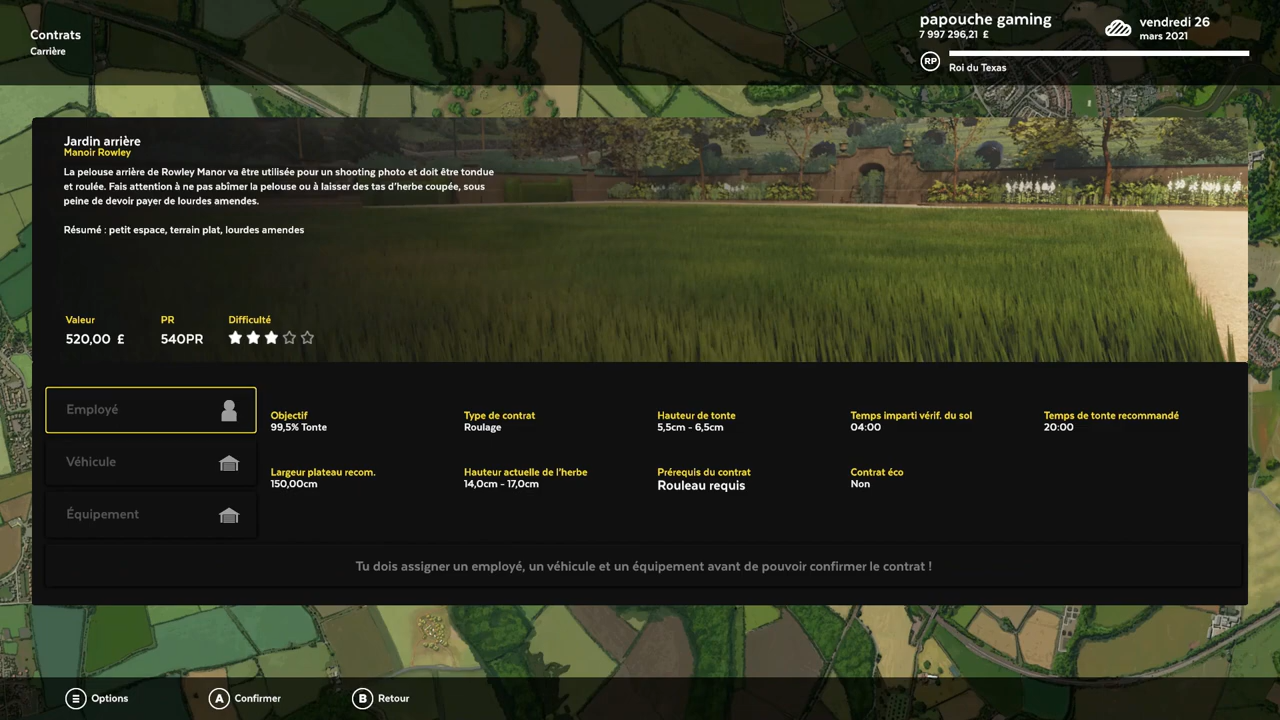 Contrats
Carrière
papouche gaming
7 997 296,21 £
vendredi 26
mars 2021
RP
Roi du Texas
Jardin arrière
Manoir Rowley
La pelouse arrière de Rowley Manor va être utilisée pour un shooting photo et doit être tondue
et roulée. Fais attention à ne pas abîmer la pelouse ou à laisser des tas d'herbe coupée, sous
peine de devoir payer de lourdes amendes.
Résumé : petit espace, terrain plat, lourdes amendes
Valeur
PR
Difficulté
520,00 £
540PR
Employé
Véhicule
Équipement
Objectif
99,5% Tonte
Type de contrat
Roulage
Hauteur de tonte
5,5cm - 6,5cm
Temps imparti vérif. du sol
04:00
Temps de tonte recommandé
20:00
Largeur plateau recom.
150,00cm
Hauteur actuelle de l'herbe
14,0cm - 17,0cm
Prérequis du contrat
Rouleau requis
Contrat éco
Non
Tu dois assigner un employé, un véhicule et un équipement avant de pouvoir confirmer le contrat !
Options
A Confirmer
B Retour